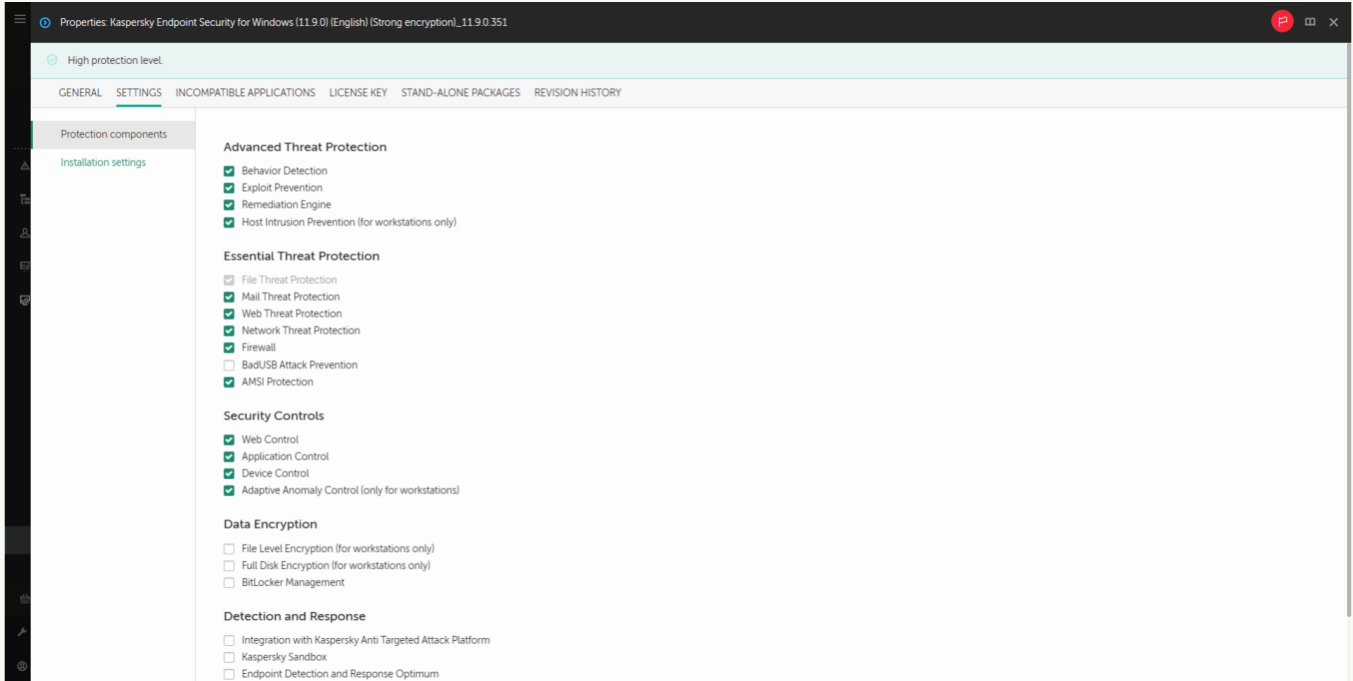 Properties: Kaspersky Endpoint Security for Windows (11.9.0) (English) (Strong encryption)_11.9.0.351
High protection level.
GENERAL SETTINGS INCOMPATIBLE APPLICATIONS LICENSE KEY STAND-ALONE PACKAGES REVISION HISTORY
Protection components
Installation settings
Advanced Threat Protection
Behavior Detection
Exploit Prevention
Remediation Engine
Host Intrusion Prevention (for workstations only)
Essential Threat Protection
File Threat Protection
Mail Threat Protection
Web Threat Protection
Network Threat Protection
Firewall
BadUSB Attack Prevention
AMSI Protection
Security Controls
Web Control
Application Control
Device Control
Adaptive Anomaly Control (only for workstations)
Data Encryption
File Level Encryption (for workstations only)
Full Disk Encryption (for workstations only)
BitLocker Management
Detection and Response
Integration with Kaspersky Anti Targeted Attack Platform
Kaspersky Sandbox
Endpoint Detection and Response Optimum